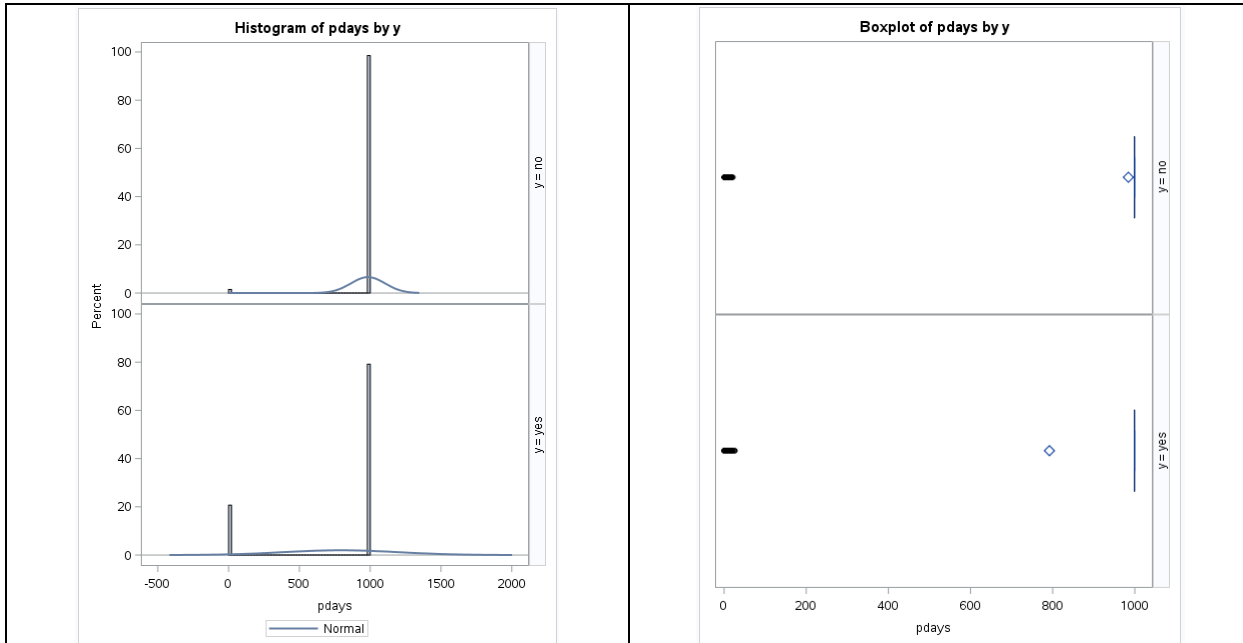 Histogram of pdays by y
100
80
60
40
20
0
y = no
Percent
100
80
60
40
20
0
y = yes
-500 0 500 1000 1500 2000
pdays
Normal
Boxplot of pdays by y
y = no
y = yes
0 200 400 600 800 1000
pdays